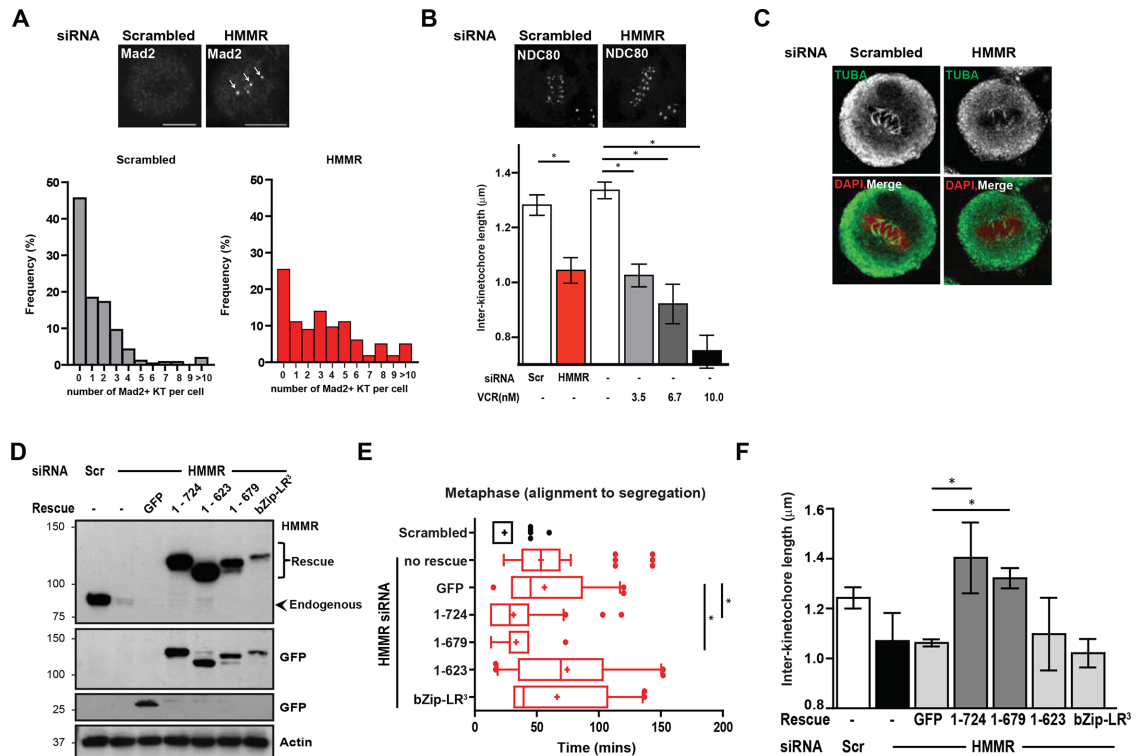 A
siRNA Scrambled HMMR
Mad2 Mad2
Scrambled
Frequency (%)
50
40
30
20
10
0
0 1 2 3 4 5 6 7 8 9 >10
number of Mad2+ KT per cell
HMMR
Frequency (%)
50
40
30
20
10
0
0 1 2 3 4 5 6 7 8 9 >10
number of Mad2+ KT per cell
B
siRNA Scrambled HMMR
NDC80 NDC80
Inter-kinetochore length (μm)
1.4
1.2
1.0
0.8
* * * *
siRNA Scr HMMR - - - -
VCR(nM) - - - 3.5 6.7 10.0
C
siRNA Scrambled HMMR
TUBA TUBA
DAPI,Merge DAPI,Merge
D
siRNA Scr HMMR
Rescue - - GFP 1 - 724 1 - 623 1 - 679 bZip-LR³
150
100
75
HMMR
Rescue
Endogenous
150
100
GFP
25
GFP
37
Actin
E
Metaphase (alignment to segregation)
HMMR siRNA
Scrambled
no rescue
GFP
1-724
1-679
1-623
bZip-LR³
* *
0 50 100 150 200
Time (mins)
F
Inter-kinetochore length (μm)
1.6
1.4
1.2
1.0
0.8
*
*
Rescue - - GFP 1-724 1-679 1-623 bZip-LR³
siRNA Scr HMMR